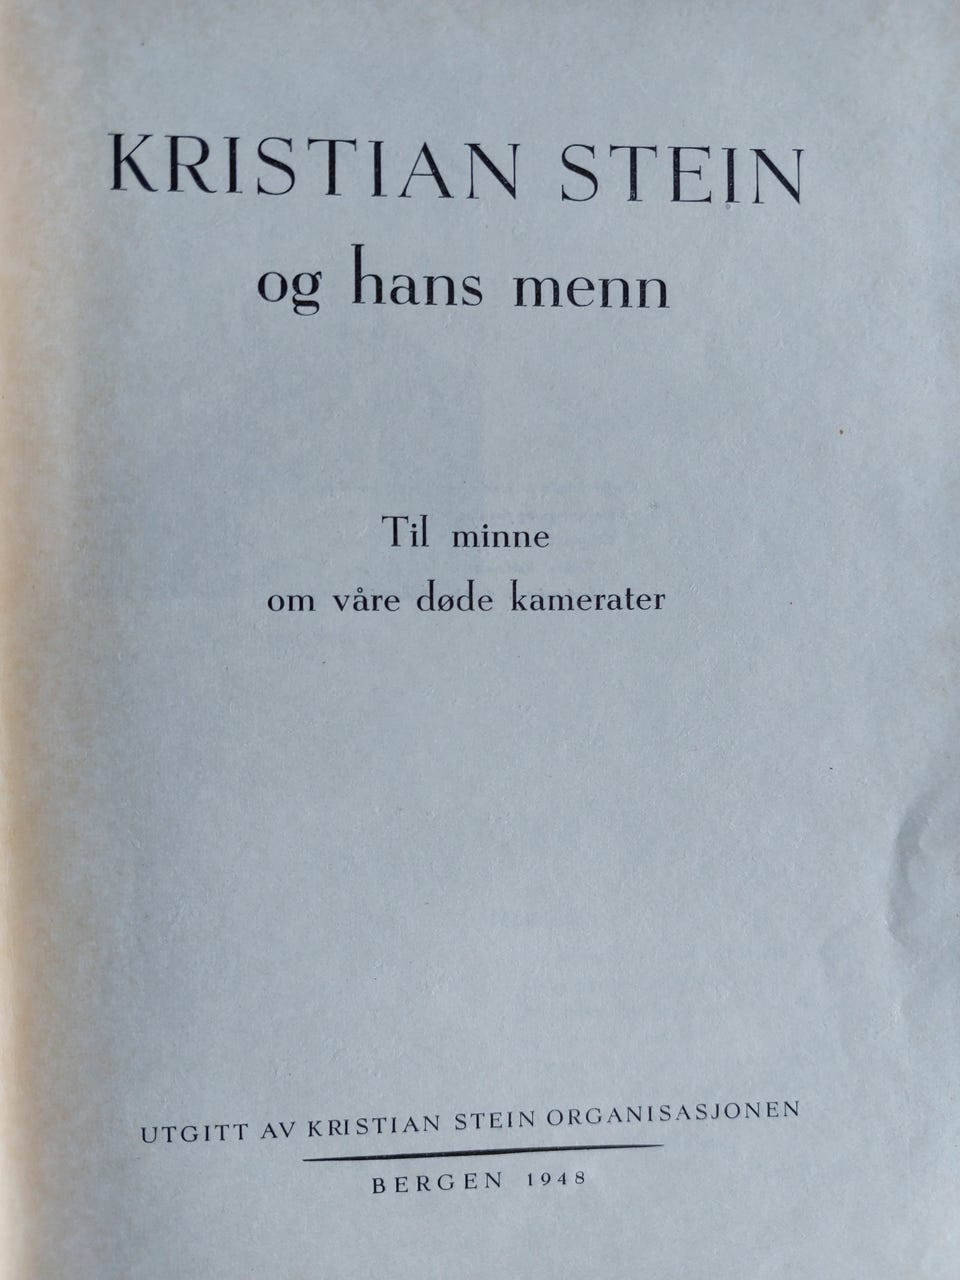 KRISTIAN STEIN
og hans menn
Til minne
om våre døde kamerater
UTGITT AV KRISTIAN STEIN ORGANISASJONEN
BERGEN 1948